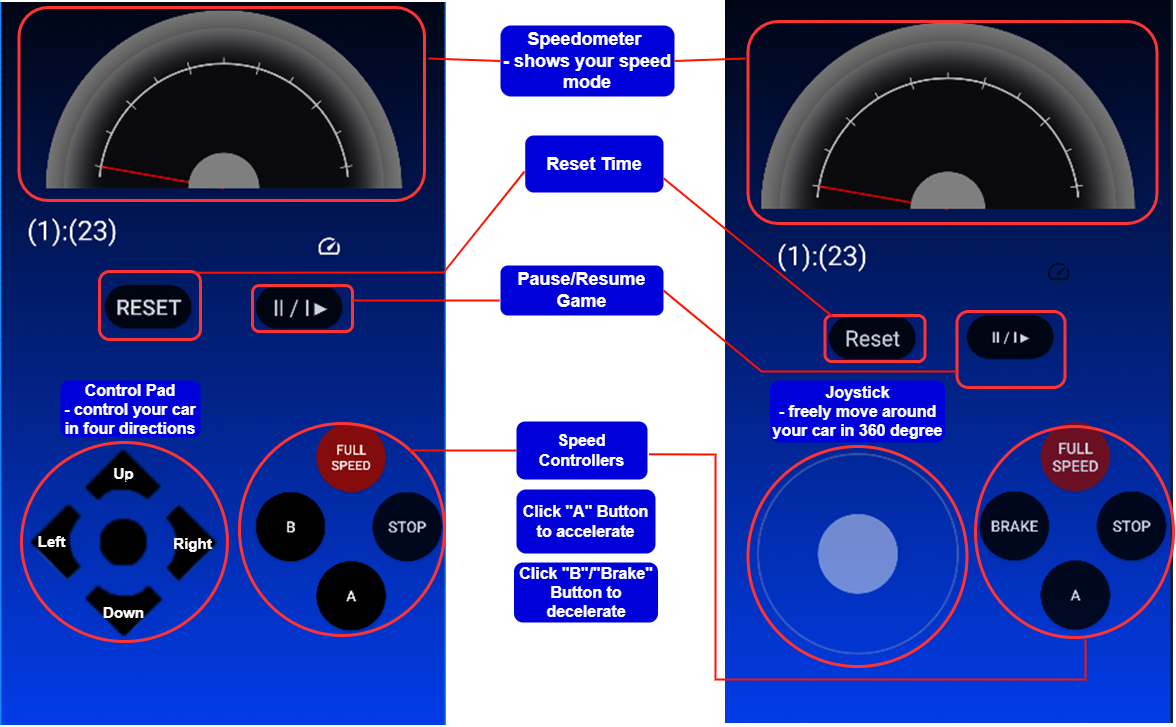 Speedometer
- shows your speed
mode
Reset Time
(1):(23)
(1):(23)
Pause/Resume
Game
RESET
II / I▶
Reset
II / I▶
Control Pad
- control your car
in four directions
Joystick
- freely move around
your car in 360 degree
Speed
Controllers
Click "A" Button
to accelerate
Click "B"/"Brake"
Button to
decelerate
Up
Left
Right
Down
FULL
SPEED
B
STOP
A
FULL
SPEED
BRAKE
STOP
A